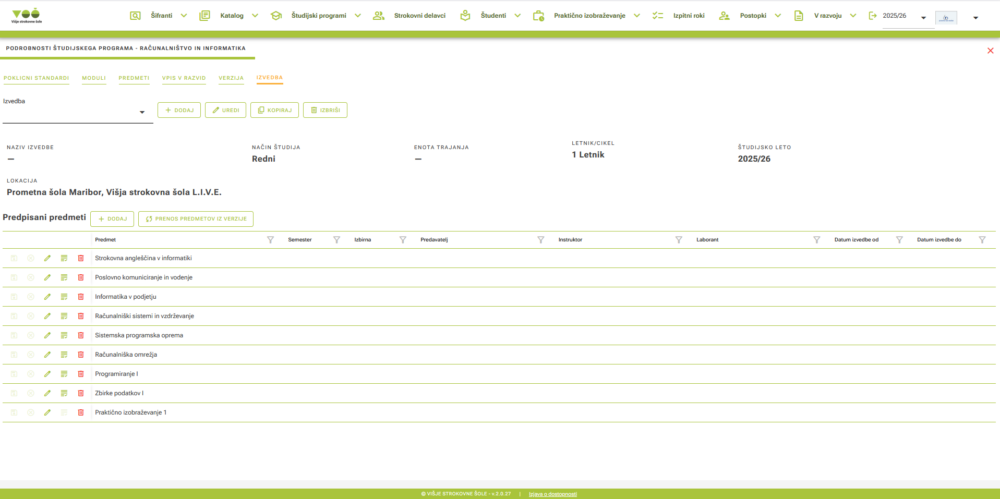 Višje strokovne šole
Šifranti
Katalog
Študijski programi
Strokovni delavci
Študenti
Praktično izobraževanje
Izpitni roki
Postopki
V razvoju
2025/26
PODROBNOSTI ŠTUDIJSKEGA PROGRAMA - RAČUNALNIŠTVO IN INFORMATIKA
POKLICNI STANDARDI
MODULI
PREDMETI
VPIS V RAZVID
VERZIJA
IZVEDBA
Izvedba
DODAJ
UREDI
KOPIRAJ
IZBRIŠI
NAZIV IZVEDBE
—
NAČIN ŠTUDIJA
Redni
ENOTA TRAJANJA
—
LETNIK/CIKEL
1 Letnik
ŠTUDIJSKO LETO
2025/26
LOKACIJA
Prometna šola Maribor, Višja strokovna šola L.I.V.E.
Predpisani predmeti
DODAJ
PRENOS PREDMETOV IZ VERZIJE
Predmet
Semester
Izbirna
Predavatelj
Instruktor
Laborant
Datum izvedbe od
Datum izvedbe do
Strokovna angleščina v informatiki
Poslovno komuniciranje in vodenje
Informatika v podjetju
Računalniški sistemi in vzdrževanje
Sistemska programska oprema
Računalniška omrežja
Programiranje I
Zbirke podatkov I
Praktično izobraževanje 1
© VIŠJE STROKOVNE ŠOLE - v.2.0.27 | Izjava o dostopnosti